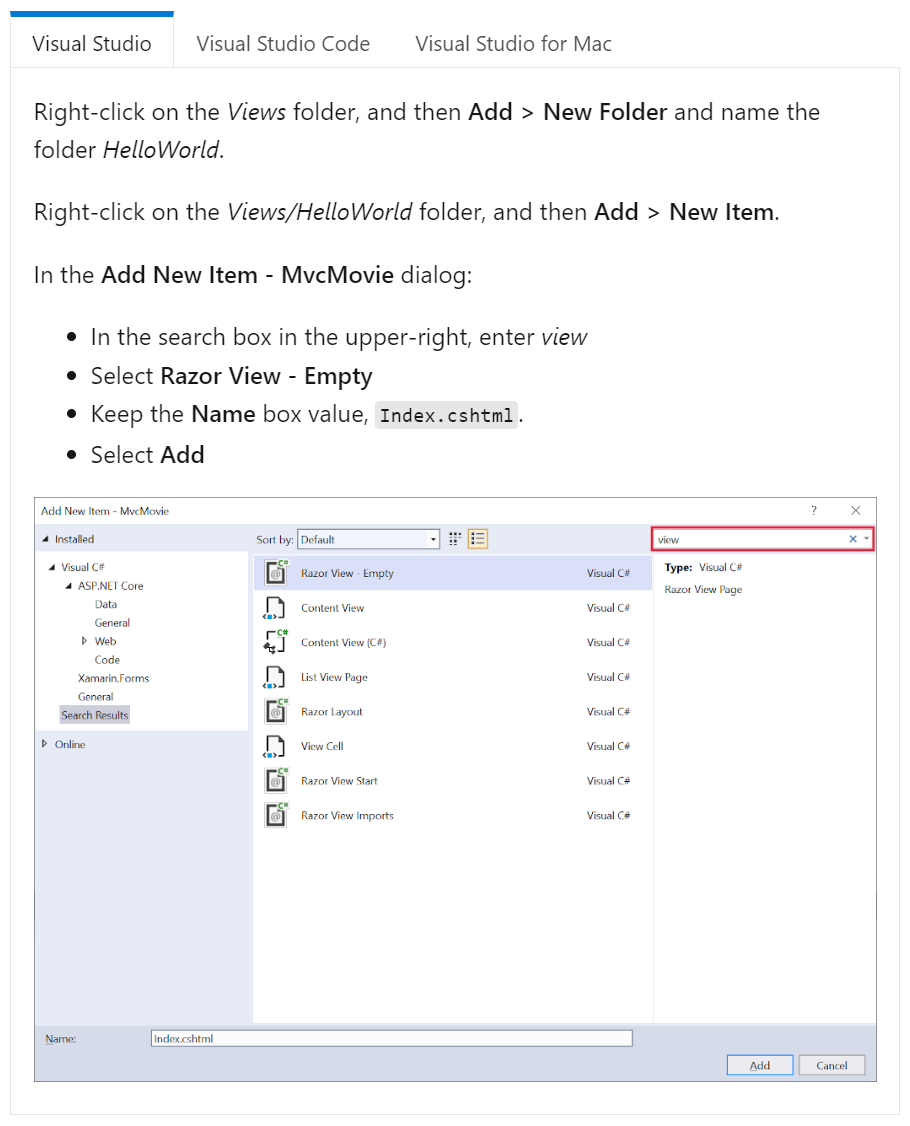 Visual Studio Visual Studio Code Visual Studio for Mac
Right-click on the Views folder, and then Add > New Folder and name the
folder HelloWorld.
Right-click on the Views/HelloWorld folder, and then Add > New Item.
In the Add New Item - MvcMovie dialog:
In the search box in the upper-right, enter view
Select Razor View - Empty
Keep the Name box value, Index.cshtml.
Select Add
Add New Item - MvcMovie ?
Installed
Sort by: Default
view
Visual C#
ASP.NET Core
Data
General
Web
Code
Xamarin.Forms
General
Search Results
Online
Razor View - Empty Visual C#
Content View Visual C#
Content View (C#) Visual C#
List View Page Visual C#
Razor Layout Visual C#
View Cell Visual C#
Razor View Start Visual C#
Razor View Imports Visual C#
Type: Visual C#
Razor View Page
Name: Index.cshtml
Add Cancel